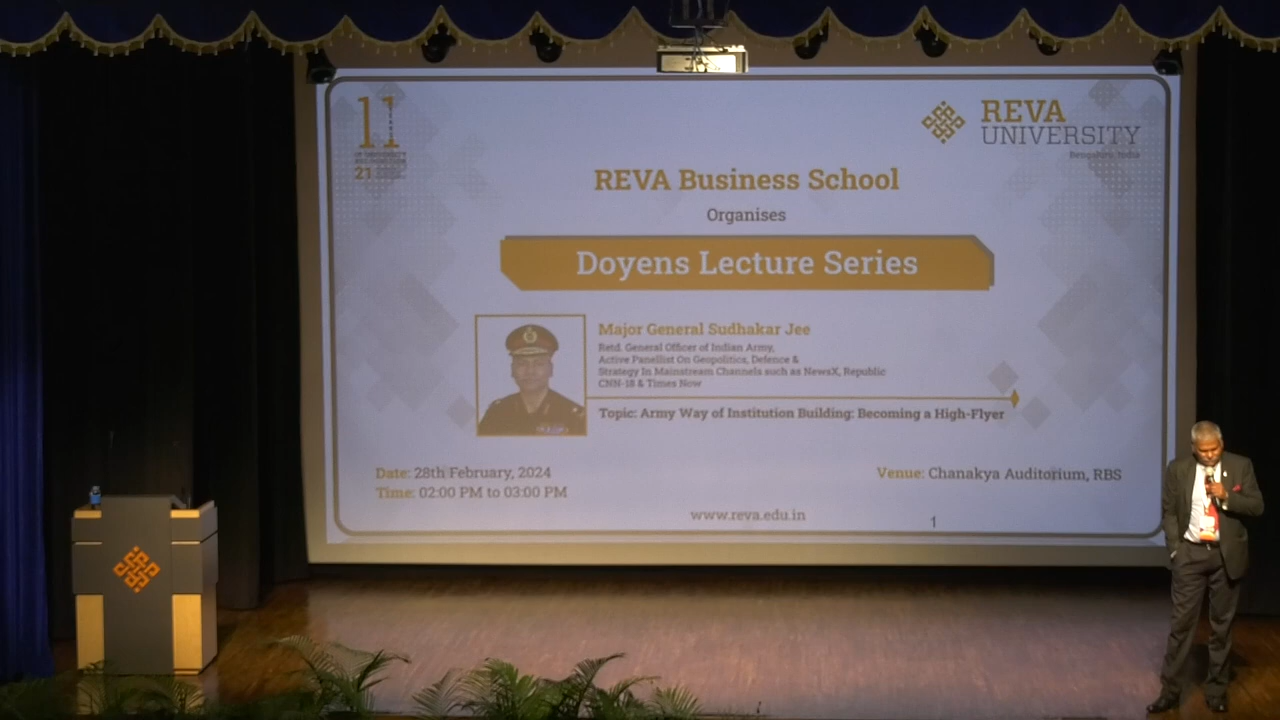 11
YEARS
21
REVA
UNIVERSITY
Bengaluru, India
REVA Business School
Organises
Doyens Lecture Series
Major General Sudhakar Jee
Retd. General Officer of Indian Army,
Active Panellist On Geopolitics, Defence &
Strategy In Mainstream Channels such as NewsX, Republic
CNN-18 & Times Now
Topic: Army Way of Institution Building: Becoming a High-Flyer
Date: 28th February, 2024
Time: 02:00 PM to 03:00 PM
Venue: Chanakya Auditorium, RBS
www.reva.edu.in
1